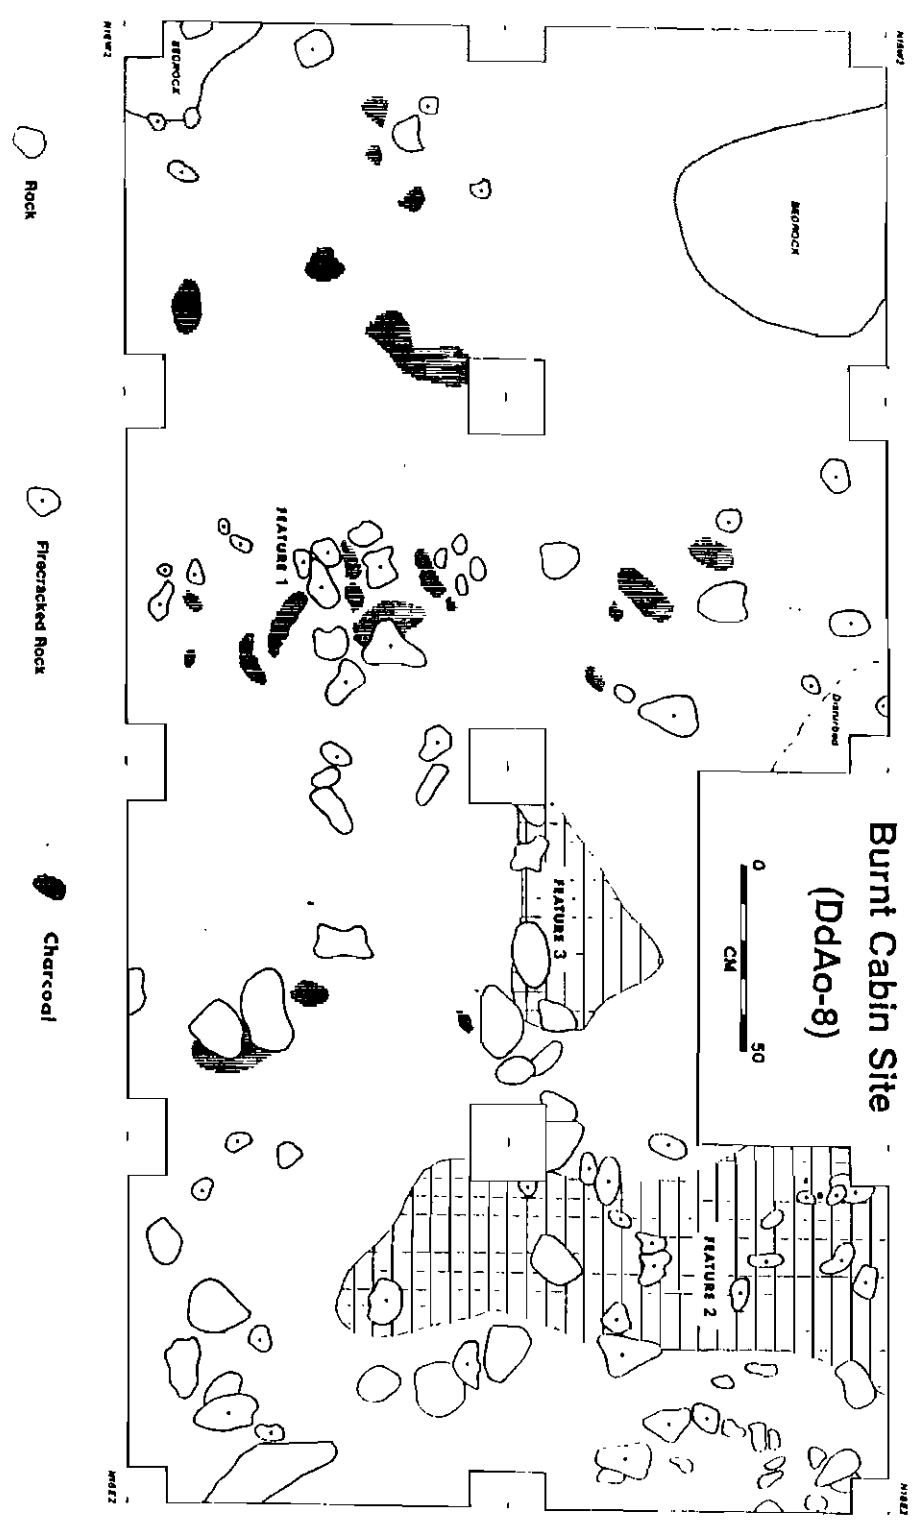 Burnt Cabin Site
(DdAo-8)
0
50
CM
BEDROCK
BEDROCK
Disturbed
FEATURE 1
FEATURE 3
FEATURE 2
Rock
Firecracked Rock
Charcoal